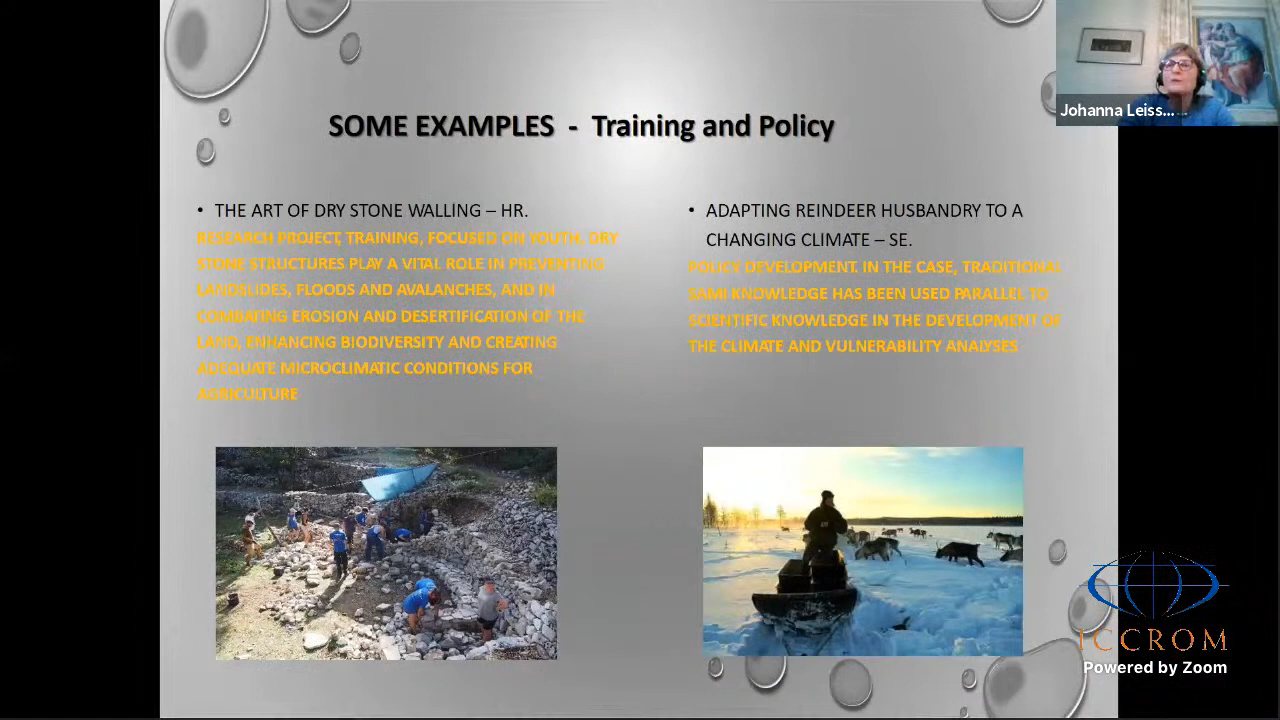 SOME EXAMPLES - Training and Policy
• THE ART OF DRY STONE WALLING – HR.
RESEARCH PROJECT, TRAINING, FOCUSED ON YOUTH. DRY
STONE STRUCTURES PLAY A VITAL ROLE IN PREVENTING
LANDSLIDES, FLOODS AND AVALANCHES, AND IN
COMBATING EROSION AND DESERTIFICATION OF THE
LAND, ENHANCING BIODIVERSITY AND CREATING
ADEQUATE MICROCLIMATIC CONDITIONS FOR
AGRICULTURE
• ADAPTING REINDEER HUSBANDRY TO A
CHANGING CLIMATE – SE.
POLICY DEVELOPMENT. IN THE CASE, TRADITIONAL
SAMI KNOWLEDGE HAS BEEN USED PARALLEL TO
SCIENTIFIC KNOWLEDGE IN THE DEVELOPMENT OF
THE CLIMATE AND VULNERABILITY ANALYSES
Johanna Leiss...
ICCROM
Powered by Zoom